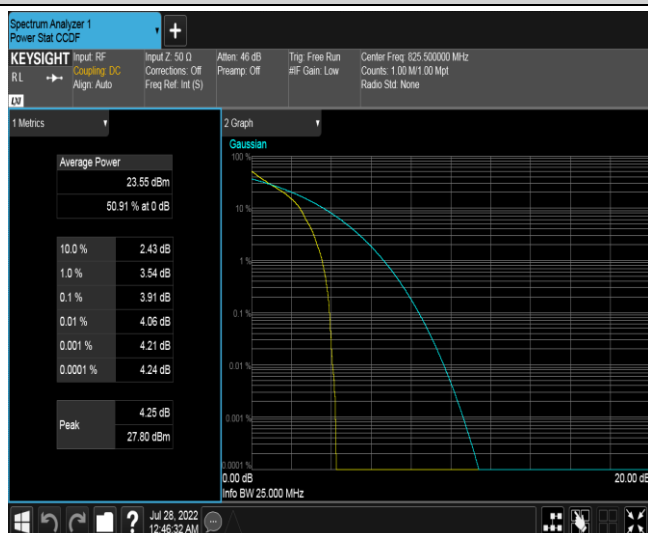 Spectrum Analyzer 1
Power Stat CCDF
+
KEYSIGHT
RL
LXI
Input: RF
Coupling: DC
Align: Auto
Input Z: 50 Ω
Corrections: Off
Freq Ref: Int (S)
Atten: 46 dB
Preamp: Off
Trig: Free Run
#IF Gain: Low
Center Freq: 825.500000 MHz
Counts: 1.00 M/1.00 Mpt
Radio Std: None
1 Metrics
Average Power
23.55 dBm
50.91 % at 0 dB
10.0 % 2.43 dB
1.0 % 3.54 dB
0.1 % 3.91 dB
0.01 % 4.06 dB
0.001 % 4.21 dB
0.0001 % 4.24 dB
Peak
4.25 dB
27.80 dBm
2 Graph
Gaussian
100 %
10 %
1 %
0.1 %
0.01 %
0.001 %
0.0001 %
0.00 dB
20.00 dB
Info BW 25.000 MHz
?
Jul 28, 2022
12:46:32 AM